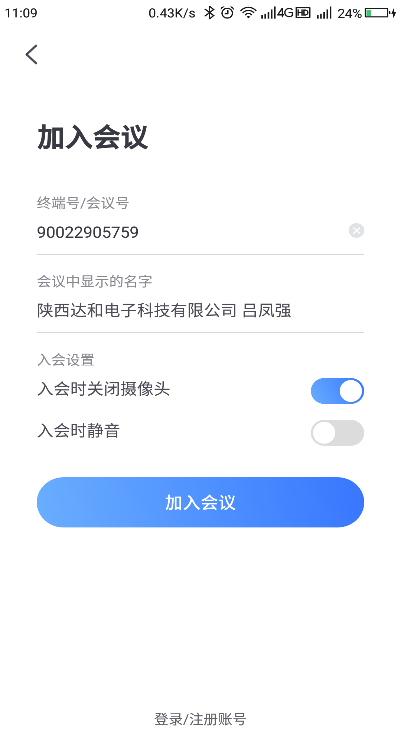 11:09 0.43K/s 4G HD 24%
加入会议
终端号/会议号
90022905759
会议中显示的名字
陕西达和电子科技有限公司 吕凤强
入会设置
入会时关闭摄像头
入会时静音
加入会议
登录/注册账号